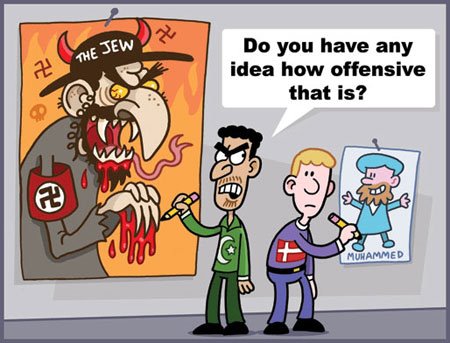 THE JEW
Do you have any
idea how offensive
that is?
MUHAMMED